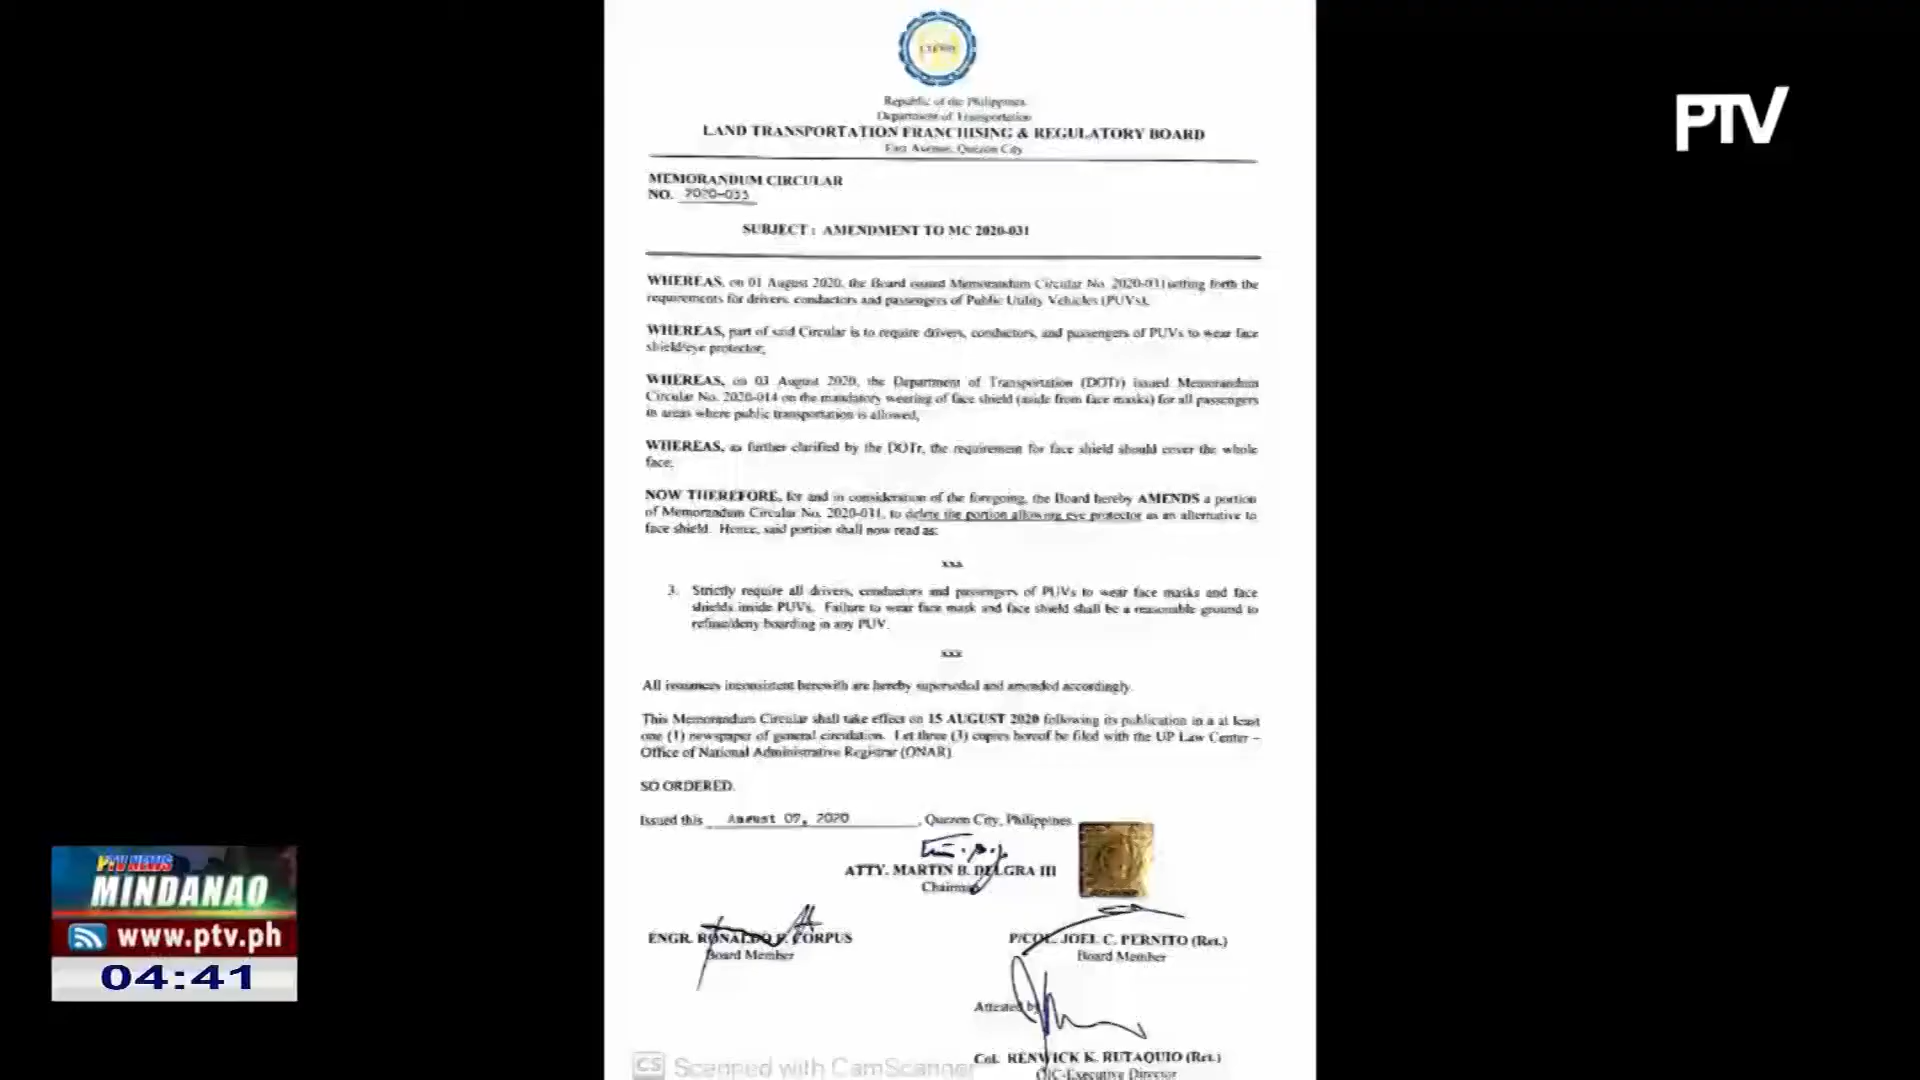 LTFRB
Republic of the Philippines
Department of Transportation
LAND TRANSPORTATION FRANCHISING & REGULATORY BOARD
East Avenue, Quezon City
PTV
MEMORANDUM CIRCULAR
NO. 2020-033
SUBJECT : AMENDMENT TO MC 2020-031
WHEREAS, on 01 August 2020, the Board issued Memorandum Circular No. 2020-031 setting forth the
requirements for drivers, conductors and passengers of Public Utility Vehicles (PUVs),
WHEREAS, part of said Circular is to require drivers, conductors, and passengers of PUVs to wear face
shield/eye protector;
WHEREAS, on 03 August 2020, the Department of Transportation (DOTr) issued Memorandum
Circular No. 2020-014 on the mandatory wearing of face shield (aside from face masks) for all passengers
in areas where public transportation is allowed;
WHEREAS, as further clarified by the DOTr, the requirement for face shield should cover the whole
face;
NOW THEREFORE, for and in consideration of the foregoing, the Board hereby AMENDS a portion
of Memorandum Circular No. 2020-031, to delete the portion allowing eye protector as an alternative to
face shield. Hence, said portion shall now read as:
xxx
3. Strictly require all drivers, conductors and passengers of PUVs to wear face masks and face
shields inside PUVs. Failure to wear face mask and face shield shall be a reasonable ground to
refuse/deny boarding in any PUV.
xxx
All issuances inconsistent herewith are hereby superseded and amended accordingly.
This Memorandum Circular shall take effect on 15 AUGUST 2020 following its publication in a at least
one (1) newspaper of general circulation. Let three (3) copies hereof be filed with the UP Law Center –
Office of National Administrative Registrar (ONAR).
SO ORDERED.
Issued this August 07, 2020, Quezon City, Philippines.
ATTY. MARTIN B. DELGRA III
Chairman
ENGR. RONALDO F. CORPUS
Board Member
P/COL. JOEL C. PERNITO (Ret.)
Board Member
Attested by
Col. RENWICK K. RUTAQUIO (Ret.)
OIC-Executive Director
CS Scanned with CamScanner
PTV NEWS
MINDANAO
www.ptv.ph
04:41